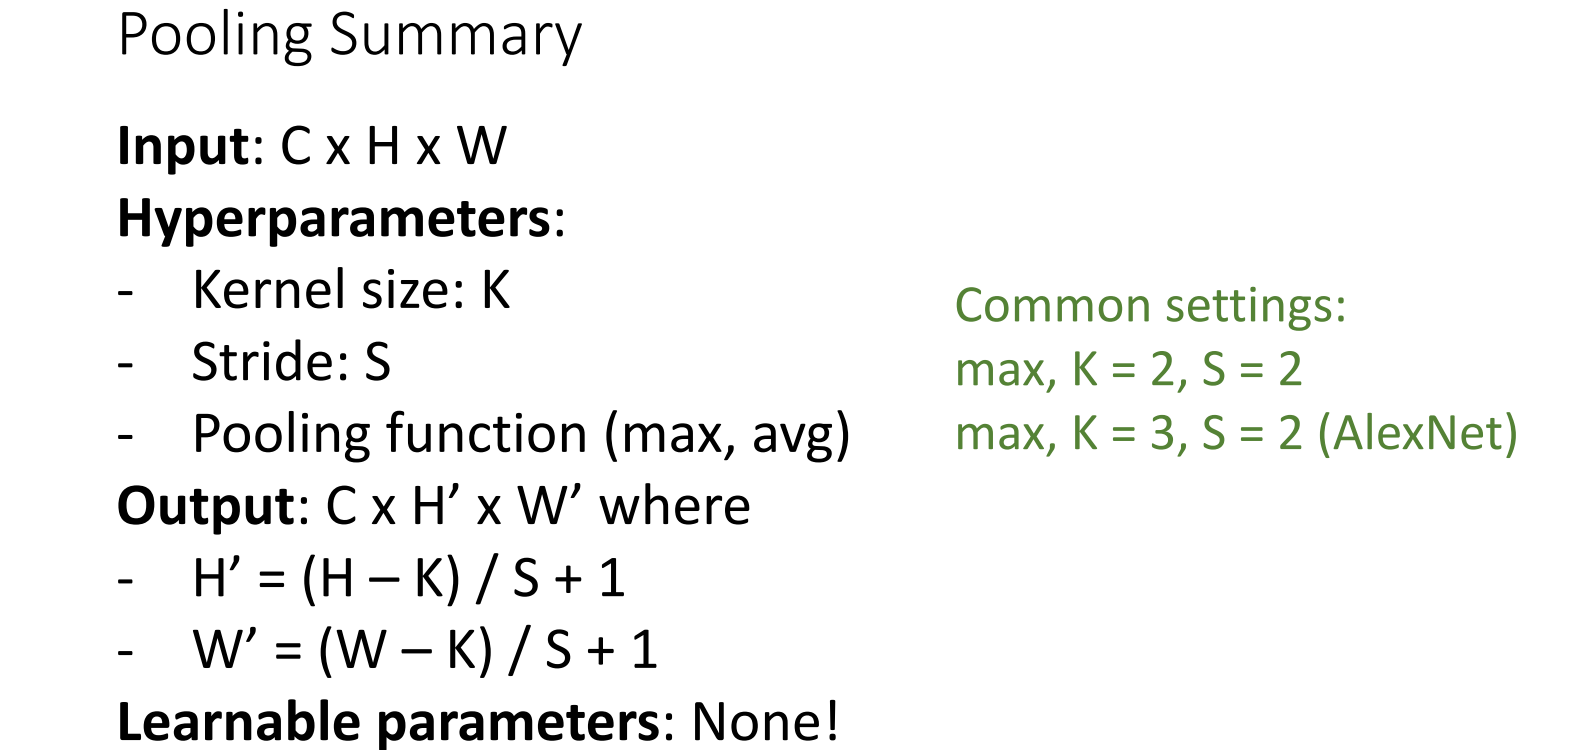 Pooling Summary
Input: C x H x W
Hyperparameters:
- Kernel size: K
- Stride: S
- Pooling function (max, avg)
Output: C x H’ x W’ where
- H’ = (H – K) / S + 1
- W’ = (W – K) / S + 1
Learnable parameters: None!
Common settings:
max, K = 2, S = 2
max, K = 3, S = 2 (AlexNet)